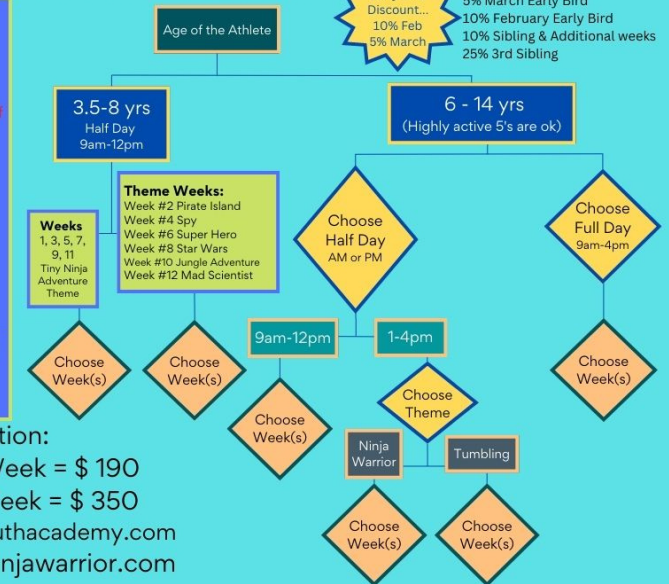 Discount...
10% Feb
5% March
5% March Early Bird
10% February Early Bird
10% Sibling & Additional weeks
25% 3rd Sibling
Age of the Athlete
3.5-8 yrs
Half Day
9am-12pm
6 - 14 yrs
(Highly active 5's are ok)
Weeks
1, 3, 5, 7,
9, 11
Tiny Ninja
Adventure
Theme
Theme Weeks:
Week #2 Pirate Island
Week #4 Spy
Week #6 Super Hero
Week #8 Star Wars
Week #10 Jungle Adventure
Week #12 Mad Scientist
Choose
Half Day
AM or PM
Choose
Full Day
9am-4pm
9am-12pm
1-4pm
Choose
Week(s)
Choose
Week(s)
Choose
Week(s)
Choose
Theme
Choose
Week(s)
Ninja
Warrior
Tumbling
Choose
Week(s)
Choose
Week(s)
tion:
Week = $ 190
eek = $ 350
uthacademy.com
njawarrior.com